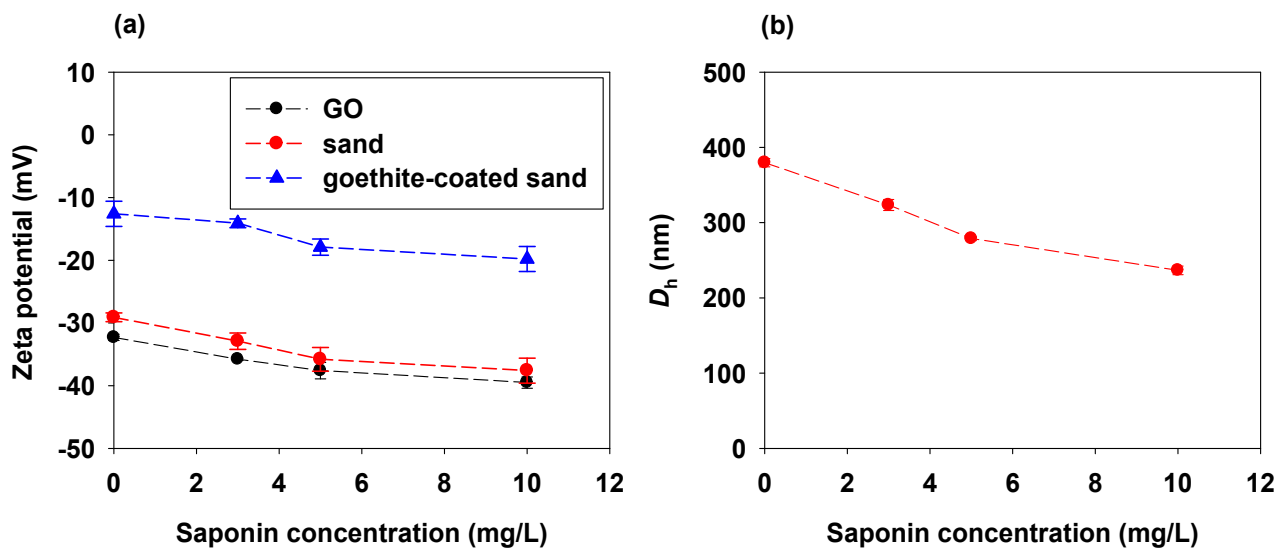 (a)
10
0
-10
-20
-30
-40
-50
Zeta potential (mV)
GO
sand
goethite-coated sand
0 2 4 6 8 10 12
Saponin concentration (mg/L)
(b)
500
400
300
200
100
0
D_h (nm)
0 2 4 6 8 10 12
Saponin concentration (mg/L)